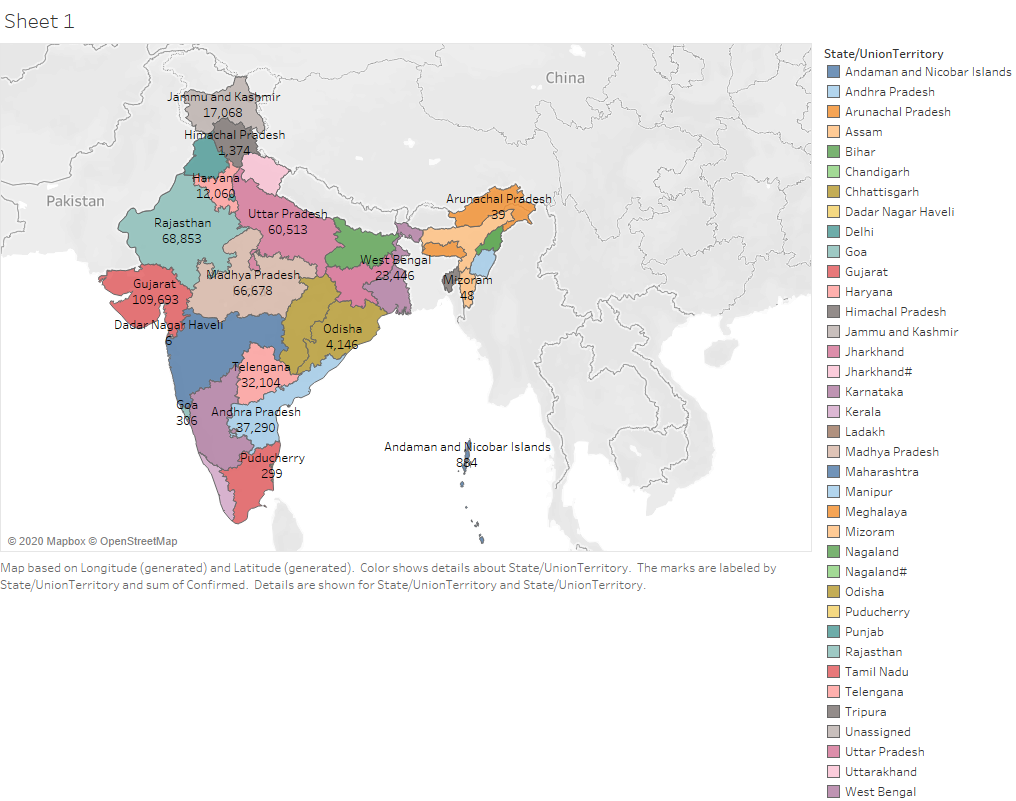 Sheet 1
China
Pakistan
Jammu and Kashmir
17,068
Himachal Pradesh
1,374
Haryana
12,060
Rajasthan
68,853
Uttar Pradesh
60,513
Arunachal Pradesh
39
West Bengal
23,446
Madhya Pradesh
66,678
Mizoram
48
Gujarat
109,693
Dadar Nagar Haveli
6
Odisha
4,146
Telengana
32,104
Goa
306
Andhra Pradesh
37,290
Puducherry
299
Andaman and Nicobar Islands
884
© 2020 Mapbox © OpenStreetMap
Map based on Longitude (generated) and Latitude (generated). Color shows details about State/UnionTerritory. The marks are labeled by
State/UnionTerritory and sum of Confirmed. Details are shown for State/UnionTerritory and State/UnionTerritory.
State/UnionTerritory
Andaman and Nicobar Islands
Andhra Pradesh
Arunachal Pradesh
Assam
Bihar
Chandigarh
Chhattisgarh
Dadar Nagar Haveli
Delhi
Goa
Gujarat
Haryana
Himachal Pradesh
Jammu and Kashmir
Jharkhand
Jharkhand#
Karnataka
Kerala
Ladakh
Madhya Pradesh
Maharashtra
Manipur
Meghalaya
Mizoram
Nagaland
Nagaland#
Odisha
Puducherry
Punjab
Rajasthan
Tamil Nadu
Telengana
Tripura
Unassigned
Uttar Pradesh
Uttarakhand
West Bengal